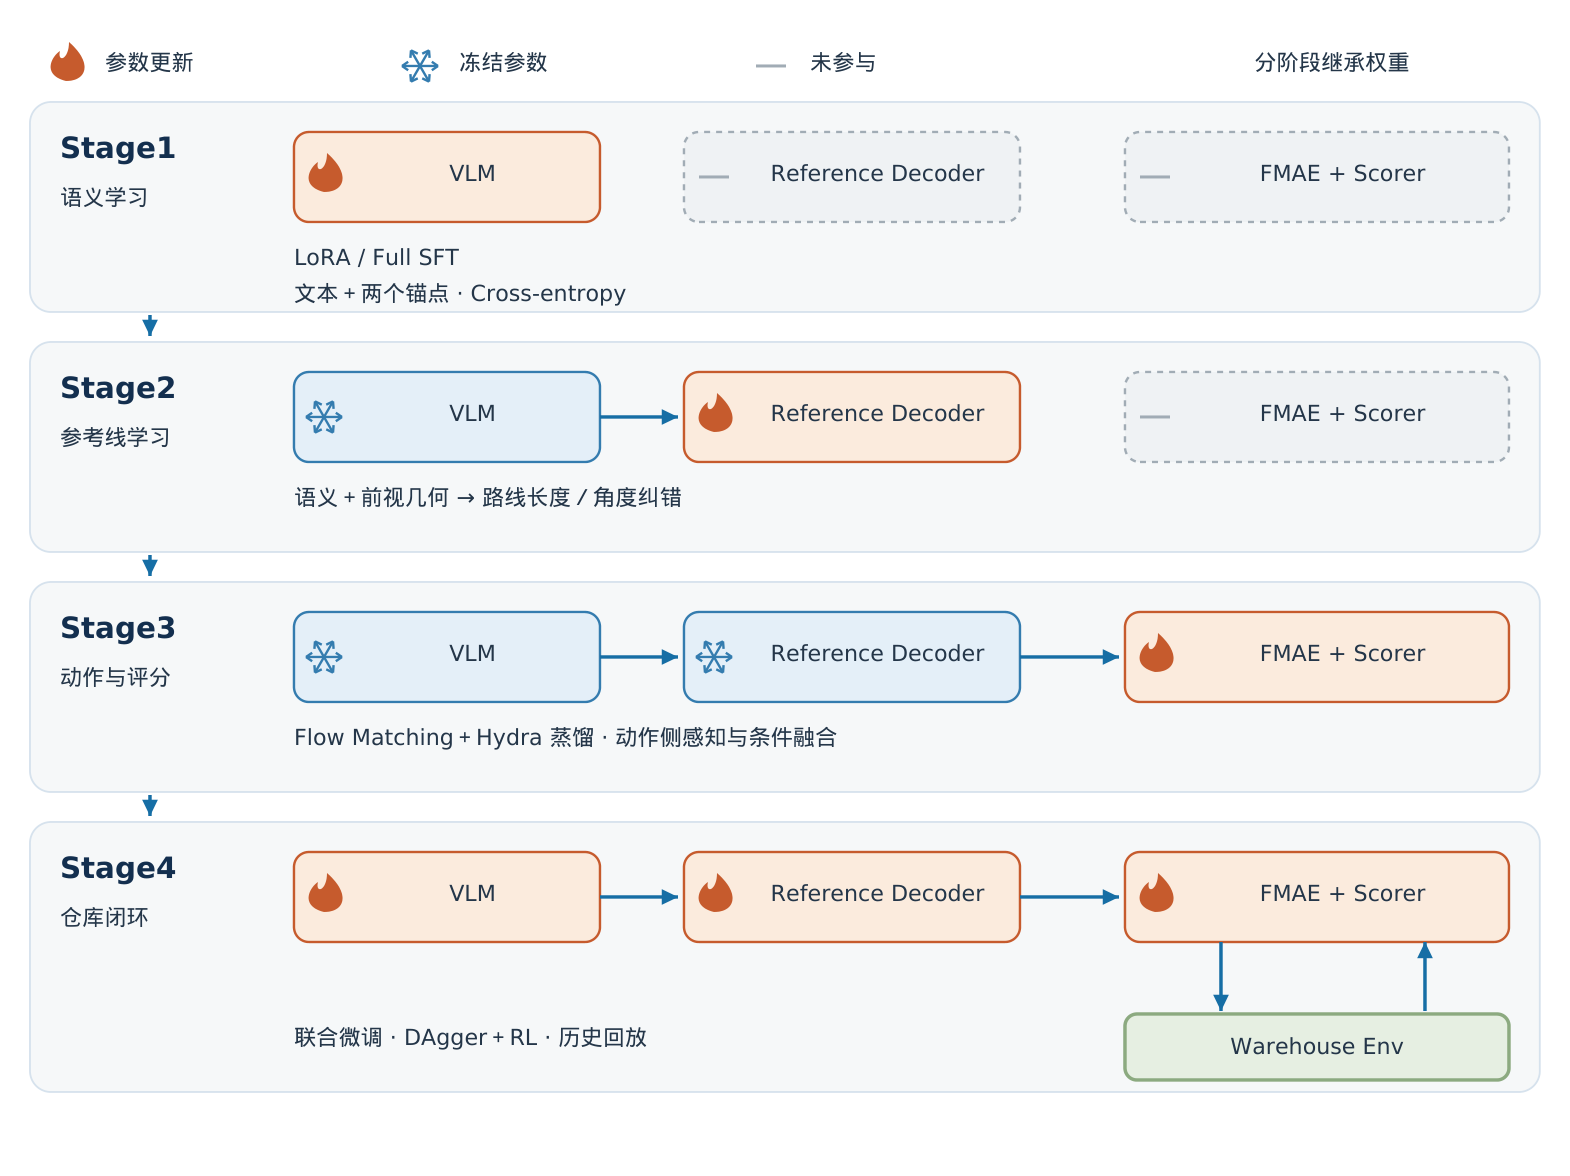 参数更新
冻结参数
未参与
分阶段继承权重
Stage1
语义学习
VLM
Reference Decoder
FMAE + Scorer
LoRA / Full SFT
文本 + 两个锚点 · Cross-entropy
Stage2
参考线学习
VLM
Reference Decoder
FMAE + Scorer
语义 + 前视几何 → 路线长度 / 角度纠错
Stage3
动作与评分
VLM
Reference Decoder
FMAE + Scorer
Flow Matching + Hydra 蒸馏 · 动作侧感知与条件融合
Stage4
仓库闭环
VLM
Reference Decoder
FMAE + Scorer
联合微调 · DAgger + RL · 历史回放
Warehouse Env